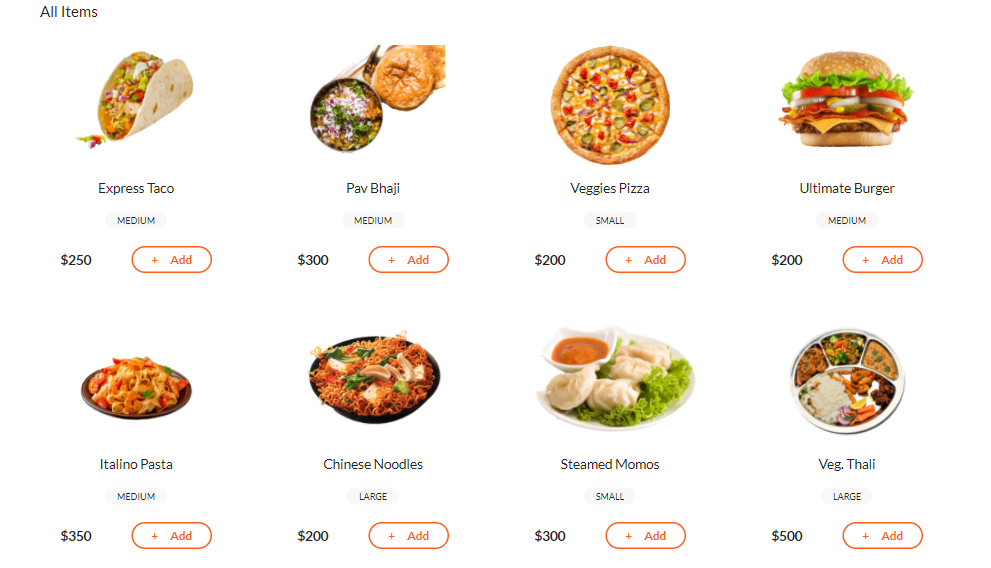 All Items
Express Taco
Pav Bhaji
Veggies Pizza
Ultimate Burger
MEDIUM
MEDIUM
SMALL
MEDIUM
$250 + Add
$300 + Add
$200 + Add
$200 + Add
Italino Pasta
Chinese Noodles
Steamed Momos
Veg. Thali
MEDIUM
LARGE
SMALL
LARGE
$350 + Add
$200 + Add
$300 + Add
$500 + Add